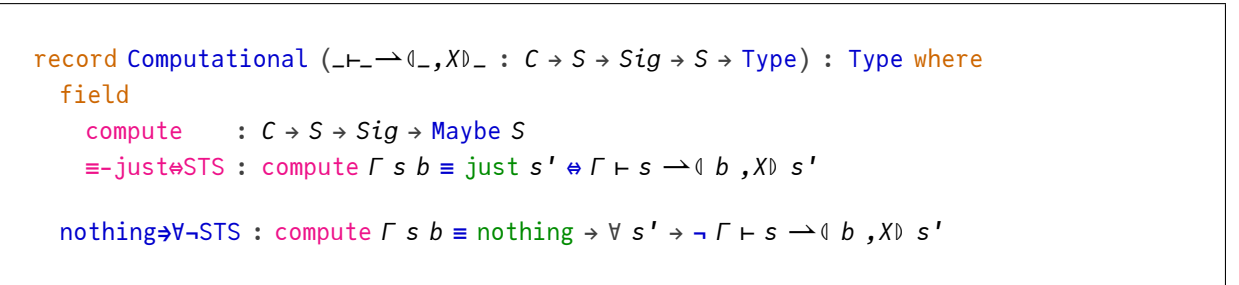 record Computational (_⊢_⇀⦇_,X⦈_ : C → S → Sig → S → Type) : Type where
field
compute : C → S → Sig → Maybe S
≡-just⇔STS : compute Γ s b ≡ just s' ⇔ Γ ⊢ s ⇀⦇ b ,X⦈ s'
nothing⇒∀¬STS : compute Γ s b ≡ nothing → ∀ s' → ¬ Γ ⊢ s ⇀⦇ b ,X⦈ s'